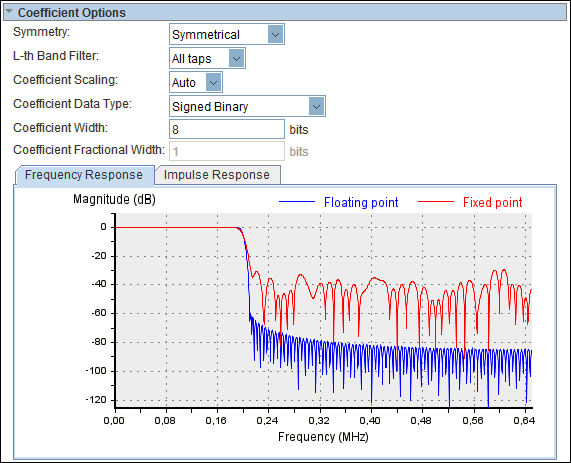 Coefficient Options
Symmetry: Symmetrical
L-th Band Filter: All taps
Coefficient Scaling: Auto
Coefficient Data Type: Signed Binary
Coefficient Width: 8 bits
Coefficient Fractional Width: 1 bits
Frequency Response Impulse Response
Magnitude (dB) Floating point Fixed point
0
-20
-40
-60
-80
-100
-120
0,00 0,08 0,16 0,24 0,32 0,40 0,48 0,56 0,64
Frequency (MHz)